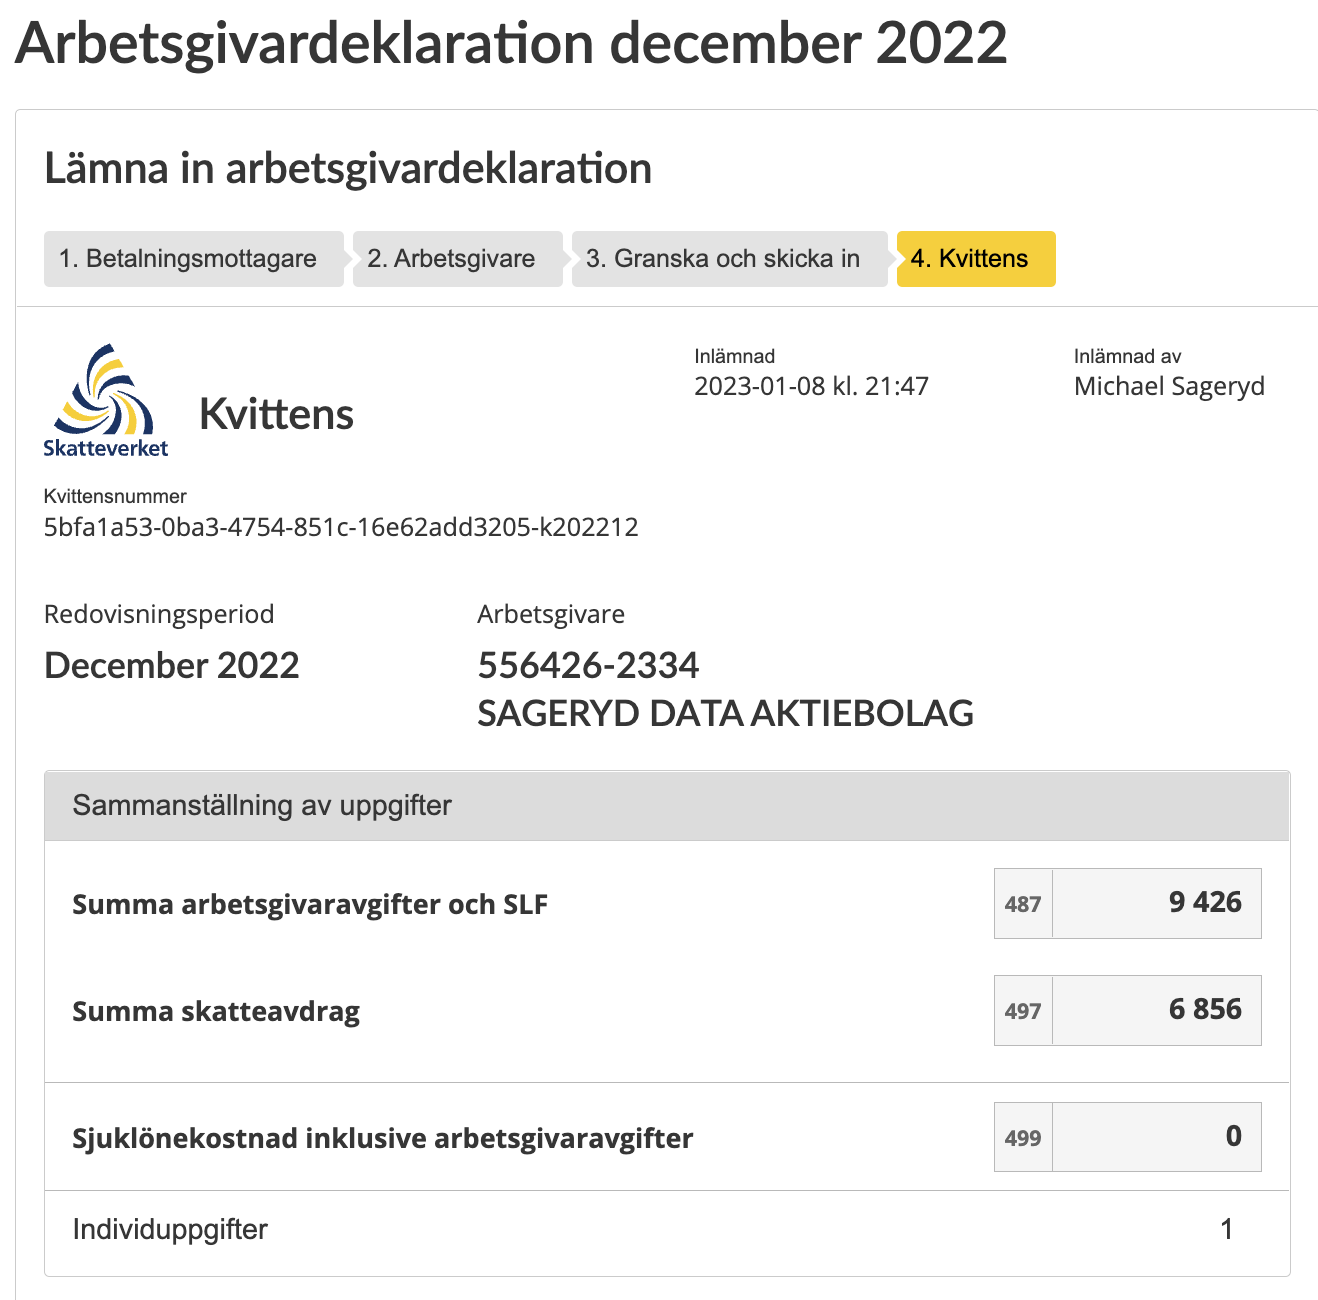 Arbetsgivardeklaration december 2022
Lämna in arbetsgivardeklaration
1. Betalningsmottagare
2. Arbetsgivare
3. Granska och skicka in
4. Kvittens
Skatteverket
Kvittens
Inlämnad
2023-01-08 kl. 21:47
Inlämnad av
Michael Sageryd
Kvittensnummer
5bfa1a53-0ba3-4754-851c-16e62add3205-k202212
Redovisningsperiod
December 2022
Arbetsgivare
556426-2334
SAGERYD DATA AKTIEBOLAG
Sammanställning av uppgifter
Summa arbetsgivaravgifter och SLF 487 9 426
Summa skatteavdrag 497 6 856
Sjuklönekostnad inklusive arbetsgivaravgifter 499 0
Individuppgifter 1